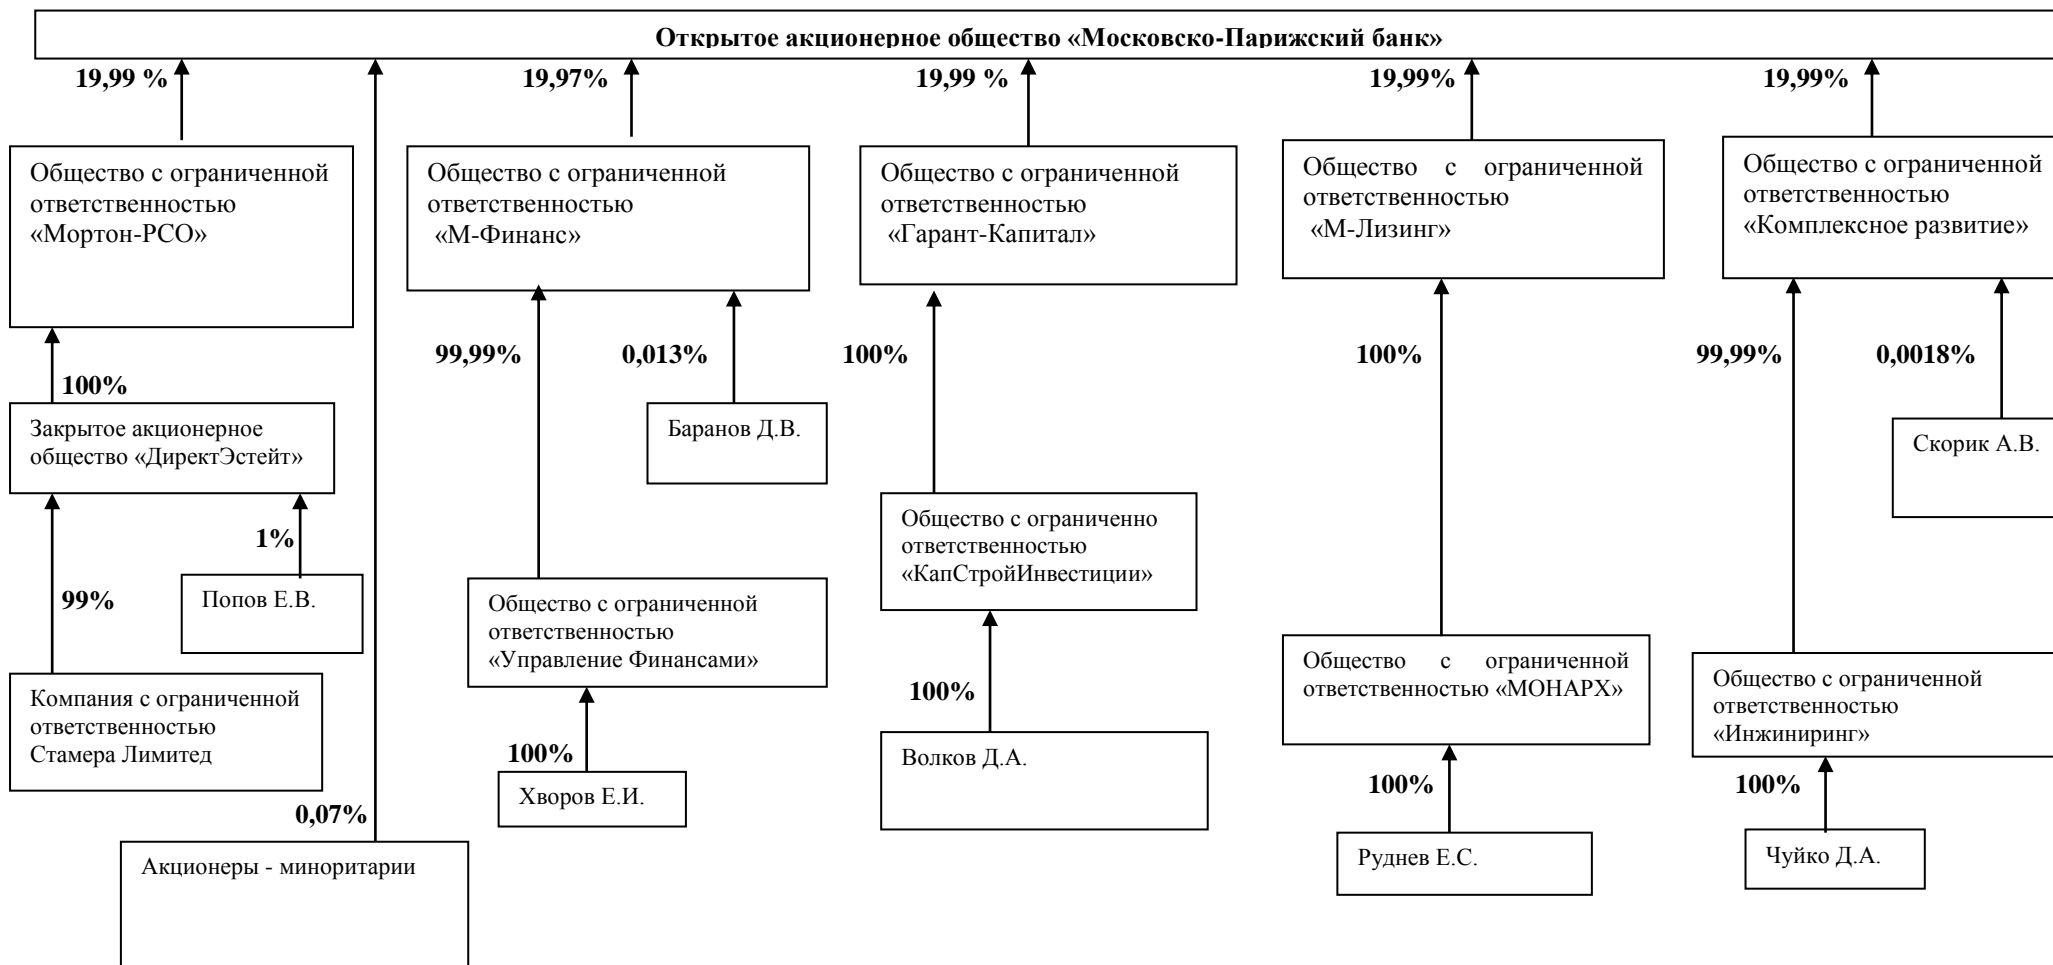 Открытое акционерное общество «Московско-Парижский банк»
19,99 %
19,97%
19,99 %
19,99%
19,99%
Общество с ограниченной
ответственностью
«Мортон-РСО»
Общество с ограниченной
ответственностью
«М-Финанс»
Общество с ограниченной
ответственностью
«Гарант-Капитал»
Общество с ограниченной
ответственностью
«М-Лизинг»
Общество с ограниченной
ответственностью
«Комплексное развитие»
100%
99,99%
0,013%
100%
100%
99,99%
0,0018%
Закрытое акционерное
общество «ДиректЭстейт»
Баранов Д.В.
Скорик А.В.
99%
1%
Попов Е.В.
Общество с ограниченно
ответственностью
«КапСтройИнвестиции»
Общество с ограниченной
ответственностью
«Управление Финансами»
Общество с ограниченной
ответственностью «МОНАРХ»
Общество с ограниченной
ответственностью
«Инжиниринг»
Компания с ограниченной
ответственностью
Стамера Лимитед
100%
100%
100%
100%
Хворов Е.И.
Волков Д.А.
Руднев Е.С.
Чуйко Д.А.
0,07%
Акционеры - миноритарии